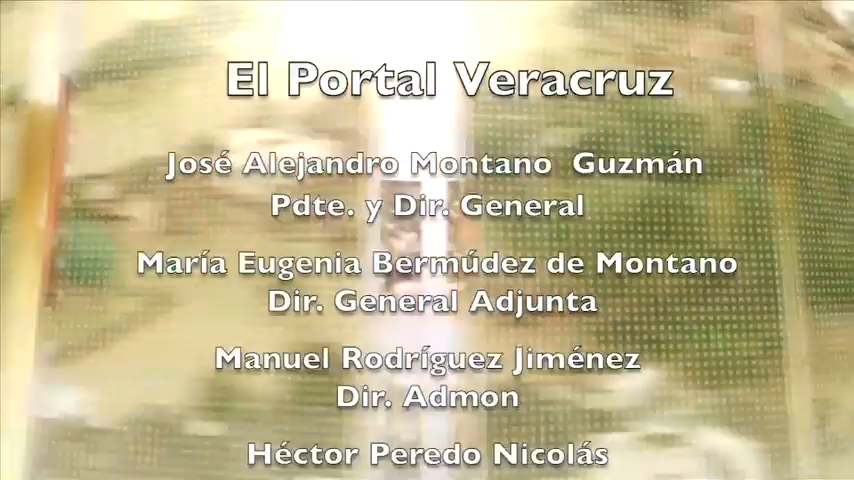 El Portal Veracruz
José Alejandro Montano Guzmán
Pdte. y Dir. General
María Eugenia Bermúdez de Montano
Dir. General Adjunta
Manuel Rodríguez Jiménez
Dir. Admon
Héctor Peredo Nicolás